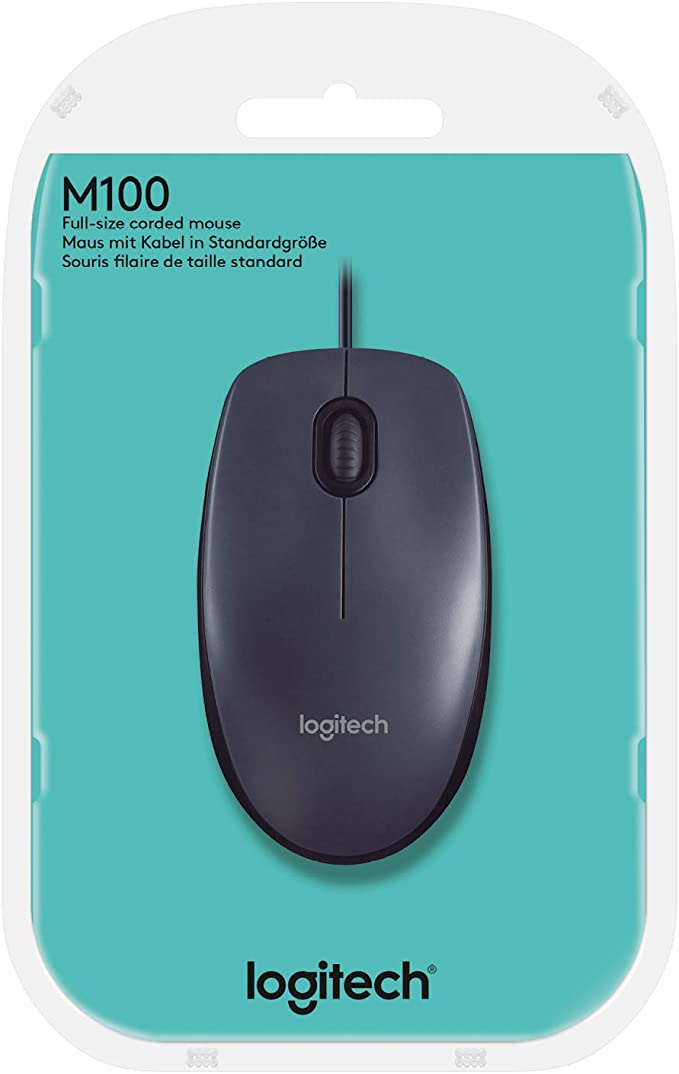 M100
Full-size corded mouse
Maus mit Kabel in Standardgröße
Souris filaire de taille standard
logitech
logitech®